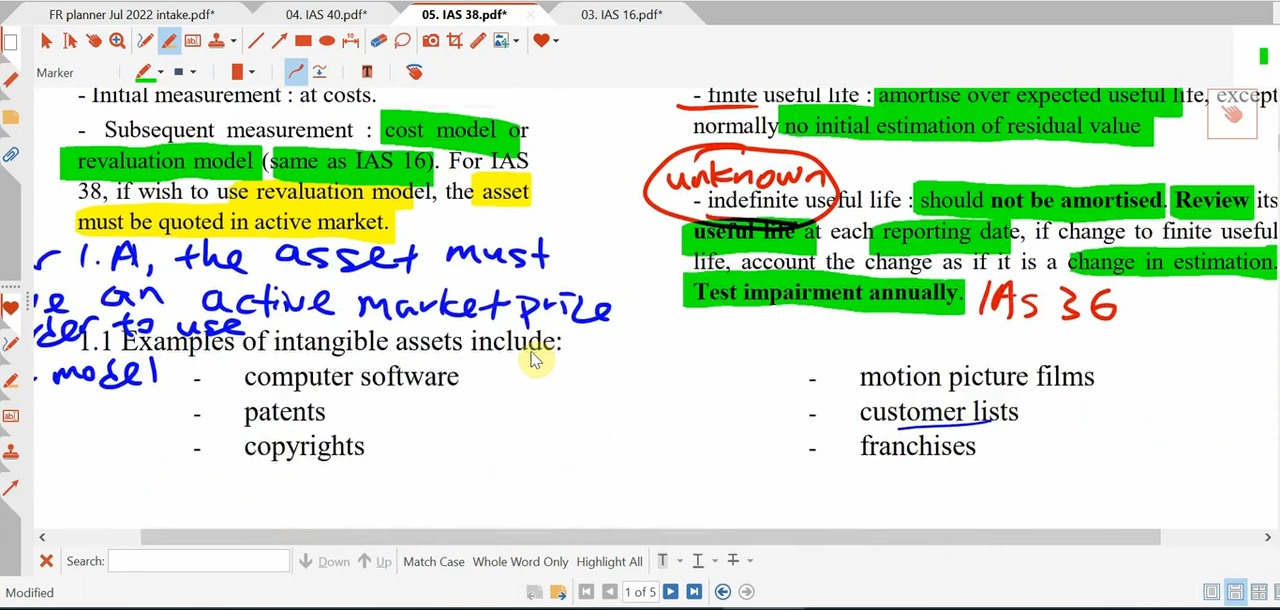 FR planner Jul 2022 intake.pdf*
04. IAS 40.pdf*
05. IAS 38.pdf*
03. IAS 16.pdf*
Marker
- Initial measurement : at costs.
- Subsequent measurement : cost model or
revaluation model (same as IAS 16). For IAS
38, if wish to use revaluation model, the asset
must be quoted in active market.
r I.A, the asset must
an active market price
to use
model
- finite useful life : amortise over expected useful life, except
normally no initial estimation of residual value
unknown
- indefinite useful life : should not be amortised. Review its
useful life at each reporting date, if change to finite useful
life, account the change as if it is a change in estimation.
Test impairment annually.
IAS 36
1.1 Examples of intangible assets include:
- computer software
- patents
- copyrights
- motion picture films
- customer lists
- franchises
Search:
Down
Up
Match Case
Whole Word Only
Highlight All
Modified
1 of 5